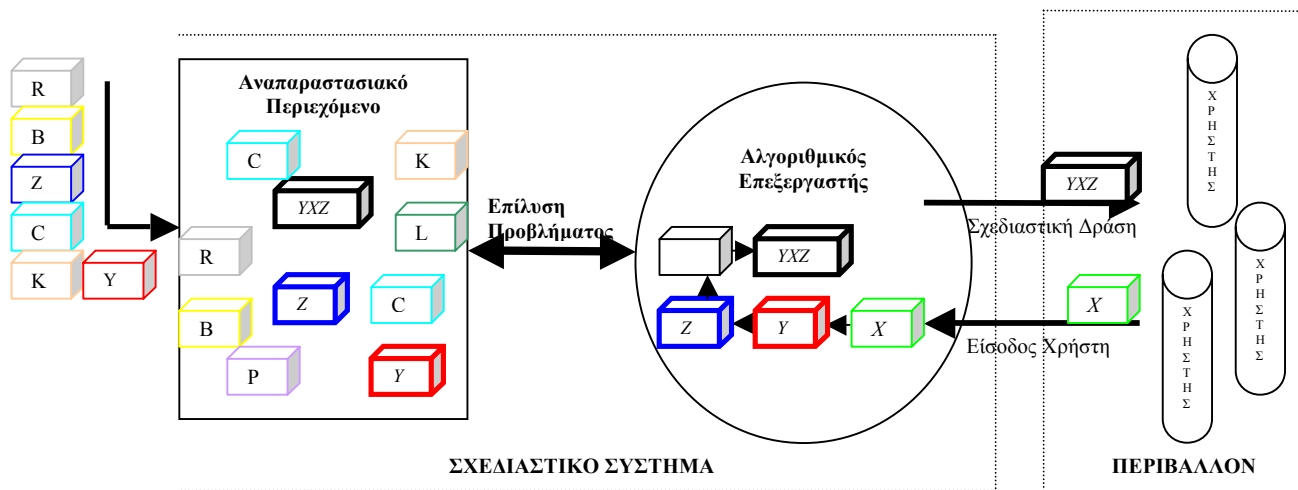 R
B
Z
C
K
Y
Αναπαραστασιακό
Περιεχόμενο
C
K
YXZ
L
R
Z
C
B
P
Y
Επίλυση
Προβλήματος
Αλγοριθμικός
Επεξεργαστής
YXZ
Z
Y
X
YXZ
Σχεδιαστική Δράση
X
Είσοδος Χρήστη
ΧΡΗΣΤΗΣ
ΧΡΗΣΤΗΣ
ΧΡΗΣΤΗΣ
ΣΧΕΔΙΑΣΤΙΚΟ ΣΥΣΤΗΜΑ
ΠΕΡΙΒΑΛΛΟΝ